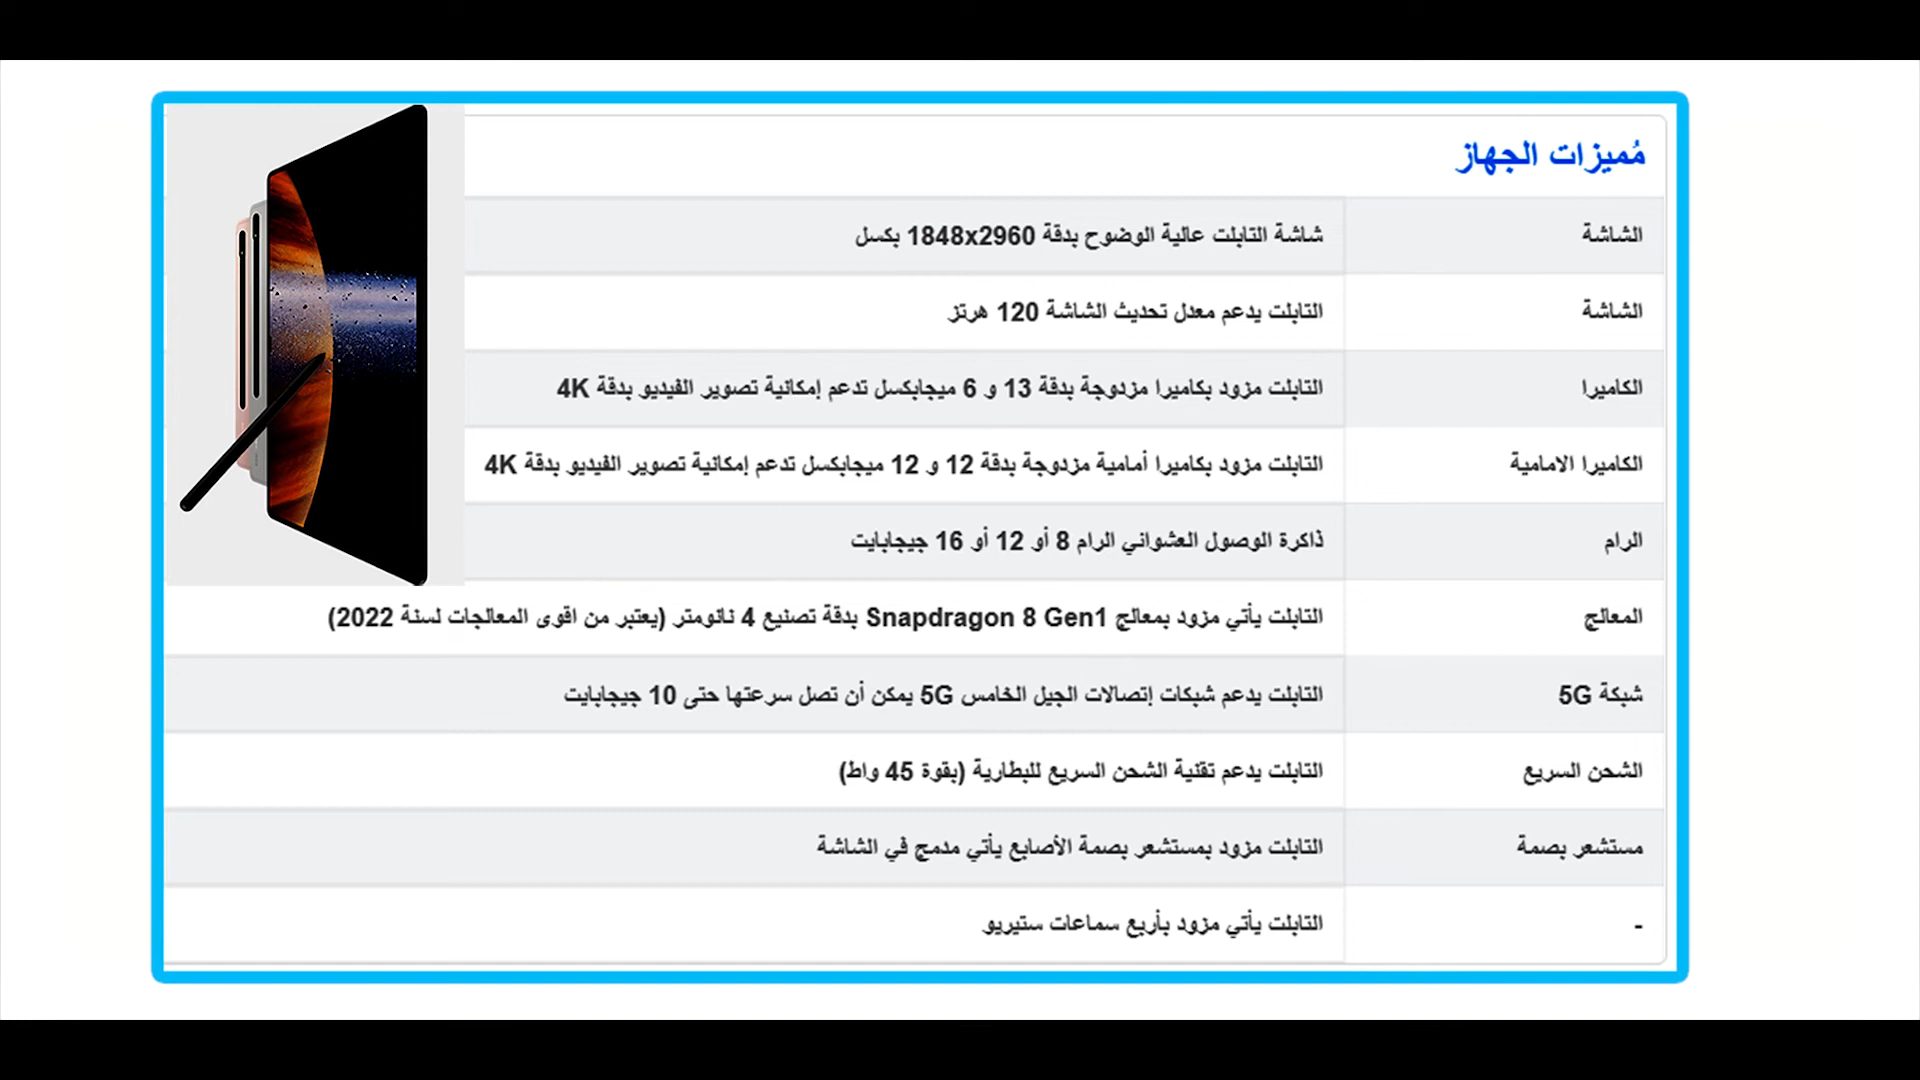 مُميزات الجهاز
الشاشة شاشة التابلت عالية الوضوح بدقة 1848x2960 بكسل
الشاشة التابلت يدعم معدل تحديث الشاشة 120 هرتز
الكاميرا التابلت مزود بكاميرا مزدوجة بدقة 13 و 6 ميجابكسل تدعم إمكانية تصوير الفيديو بدقة 4K
الكاميرا الامامية التابلت مزود بكاميرا أمامية مزدوجة بدقة 12 و 12 ميجابكسل تدعم إمكانية تصوير الفيديو بدقة 4K
الرام ذاكرة الوصول العشوائي الرام 8 أو 12 أو 16 جيجابايت
المعالج التابلت يأتي مزود بمعالج Snapdragon 8 Gen1 بدقة تصنيع 4 نانومتر (يعتبر من اقوى المعالجات لسنة 2022)
شبكة 5G التابلت يدعم شبكات إتصالات الجيل الخامس 5G يمكن أن تصل سرعتها حتى 10 جيجابايت
الشحن السريع التابلت يدعم تقنية الشحن السريع للبطارية (بقوة 45 واط)
مستشعر بصمة التابلت مزود بمستشعر بصمة الأصابع يأتي مدمج في الشاشة
- التابلت يأتي مزود بأربع سماعات ستيريو